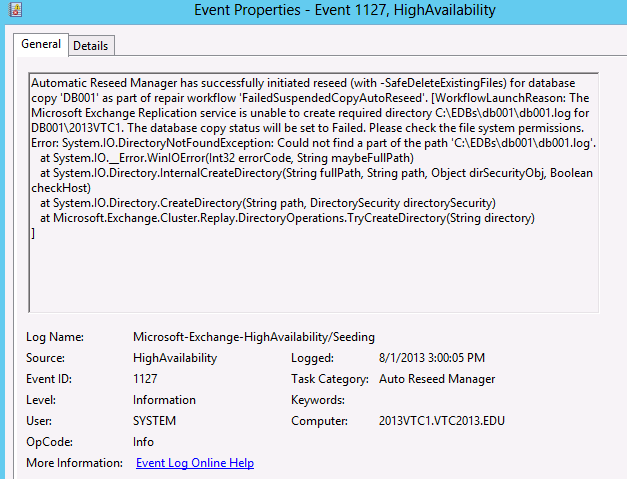 Event Properties - Event 1127, HighAvailability
General
Details
Automatic Reseed Manager has successfully initiated reseed (with -SafeDeleteExistingFiles) for database
copy 'DB001' as part of repair workflow 'FailedSuspendedCopyAutoReseed'. [WorkflowLaunchReason: The
Microsoft Exchange Replication service is unable to create required directory C:\EDBs\db001\db001.log for
DB001\2013VTC1. The database copy status will be set to Failed. Please check the file system permissions.
Error: System.IO.DirectoryNotFoundException: Could not find a part of the path 'C:\EDBs\db001\db001.log'.
at System.IO.__Error.WinIOError(Int32 errorCode, String maybeFullPath)
at System.IO.Directory.InternalCreateDirectory(String fullPath, String path, Object dirSecurityObj, Boolean
checkHost)
at System.IO.Directory.CreateDirectory(String path, DirectorySecurity directorySecurity)
at Microsoft.Exchange.Cluster.Replay.DirectoryOperations.TryCreateDirectory(String directory)
]
Log Name: Microsoft-Exchange-HighAvailability/Seeding
Source: HighAvailability Logged: 8/1/2013 3:00:05 PM
Event ID: 1127 Task Category: Auto Reseed Manager
Level: Information Keywords:
User: SYSTEM Computer: 2013VTC1.VTC2013.EDU
OpCode: Info
More Information: Event Log Online Help